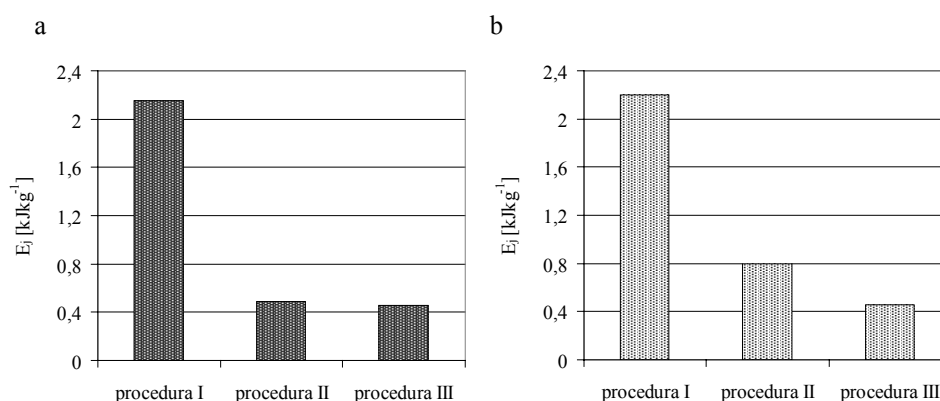 a
2,4
2
1,6
1,2
0,8
0,4
0
Ej [kJkg-1]
procedura I procedura II procedura III
b
2,4
2
1,6
1,2
0,8
0,4
0
Ej [kJkg-1]
procedura I procedura II procedura III